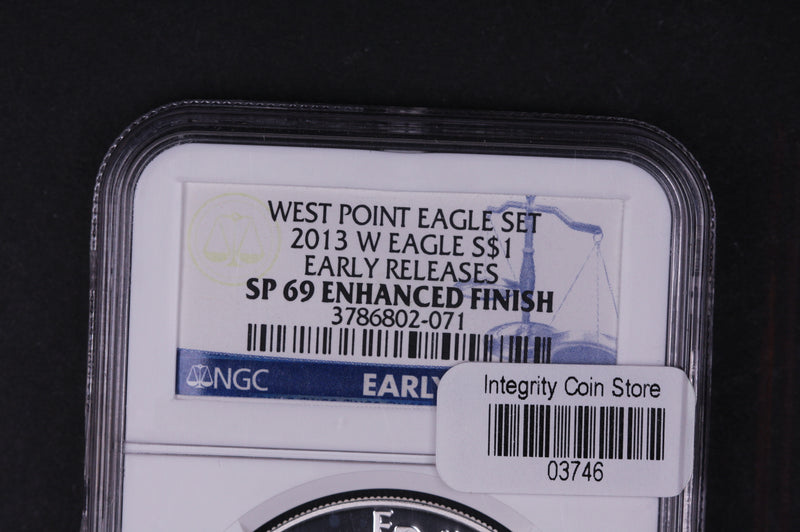 WEST POINT EAGLE SET
2013 W EAGLE S$1
EARLY RELEASES
SP 69 ENHANCED FINISH
3786802-071
NGC
EARLY
Integrity Coin Store
03746